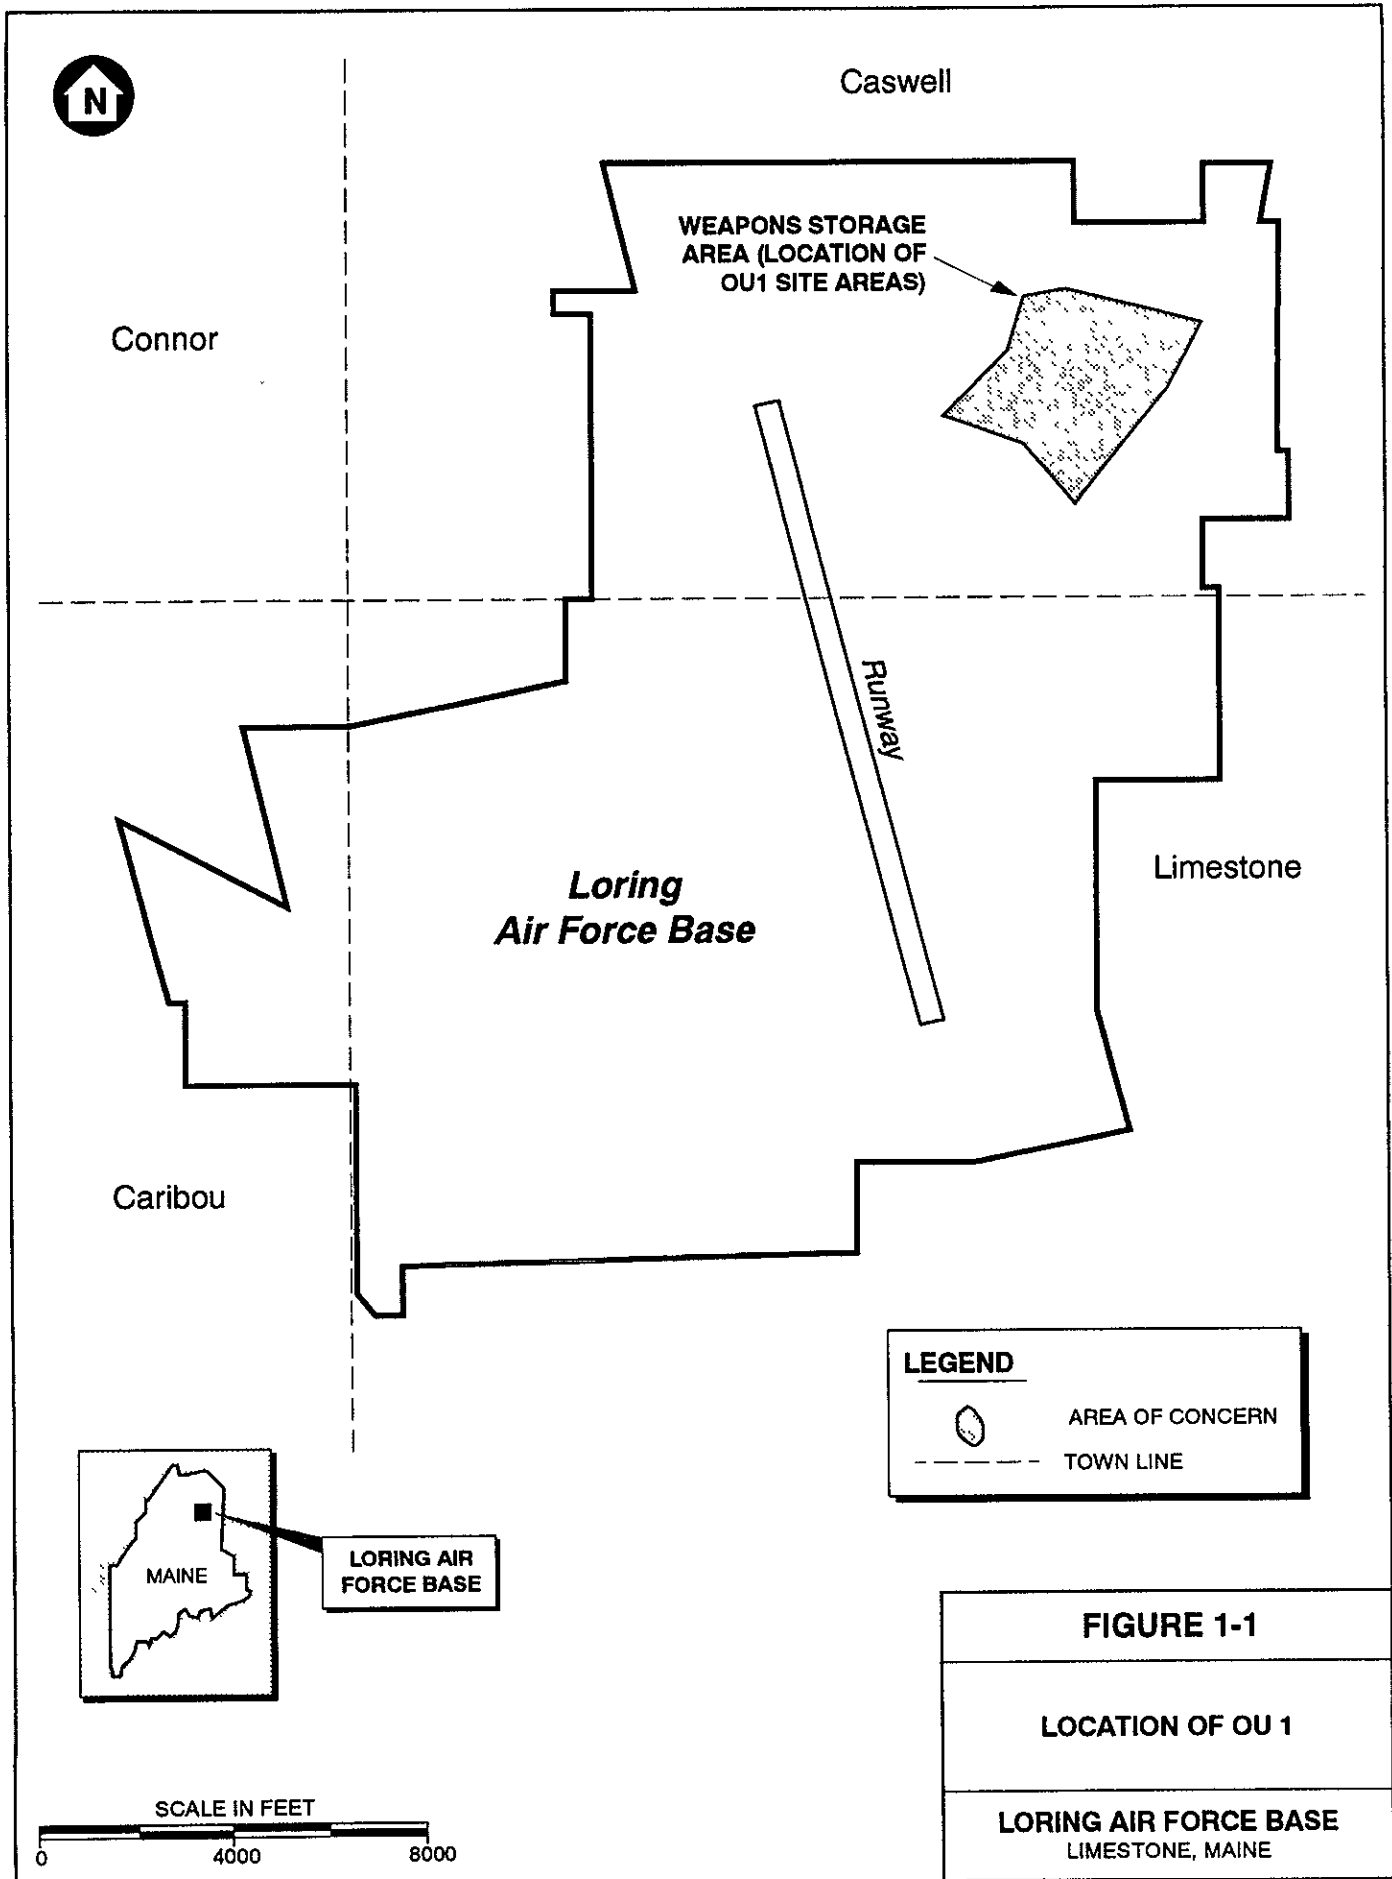 N
Caswell
WEAPONS STORAGE
AREA (LOCATION OF
OU1 SITE AREAS)
Connor
Runway
Loring
Air Force Base
Limestone
Caribou
LEGEND
AREA OF CONCERN
TOWN LINE
MAINE
LORING AIR
FORCE BASE
FIGURE 1-1
LOCATION OF OU 1
LORING AIR FORCE BASE
LIMESTONE, MAINE
SCALE IN FEET
0 4000 8000